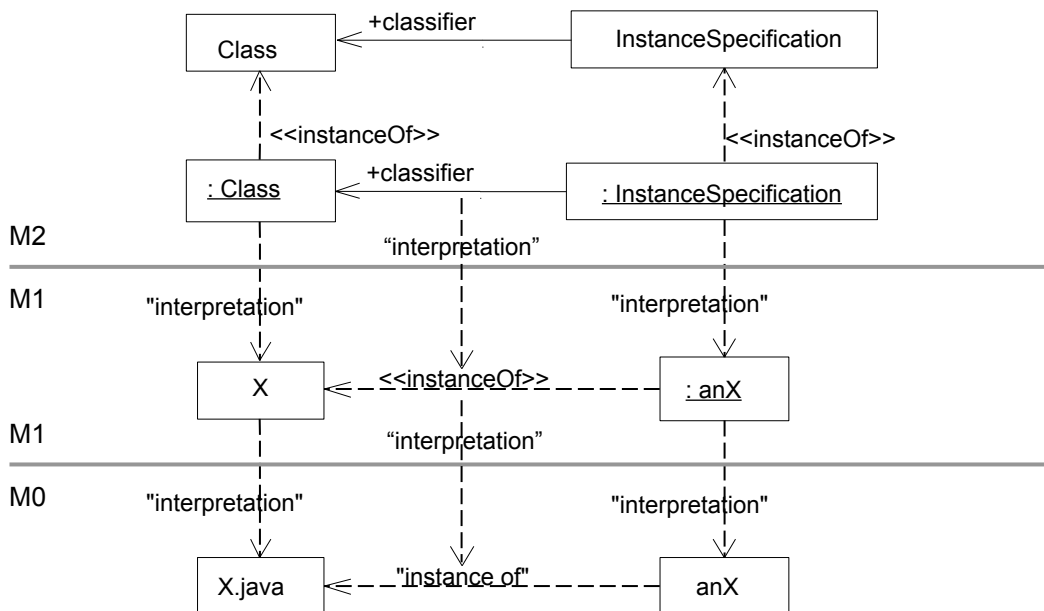 +classifier
Class
InstanceSpecification
<<instanceOf>>
<<instanceOf>>
+classifier
: Class
: InstanceSpecification
M2
“interpretation”
M1
"interpretation"
"interpretation"
X
<<instanceOf>>
: anX
M1
“interpretation”
M0
"interpretation"
"interpretation"
X.java
"instance of"
anX